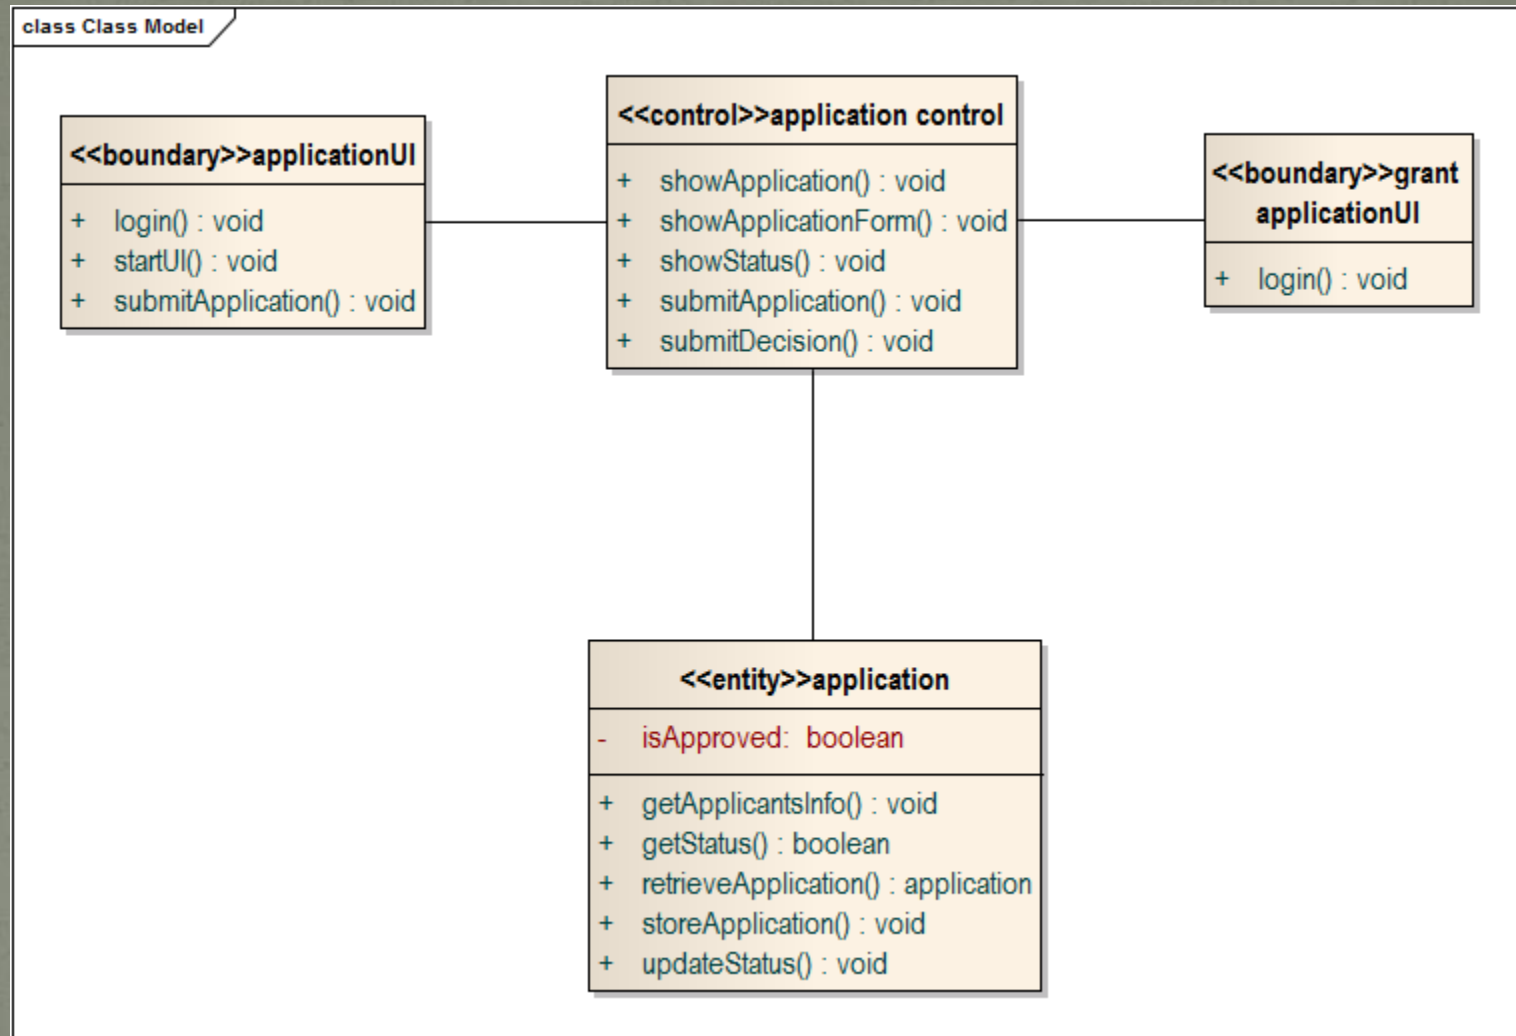 class Class Model
<<boundary>>applicationUI
+ login() : void
+ startUI() : void
+ submitApplication() : void
<<control>>application control
+ showApplication() : void
+ showApplicationForm() : void
+ showStatus() : void
+ submitApplication() : void
+ submitDecision() : void
<<boundary>>grant
applicationUI
+ login() : void
<<entity>>application
- isApproved: boolean
+ getApplicantsInfo() : void
+ getStatus() : boolean
+ retrieveApplication() : application
+ storeApplication() : void
+ updateStatus() : void